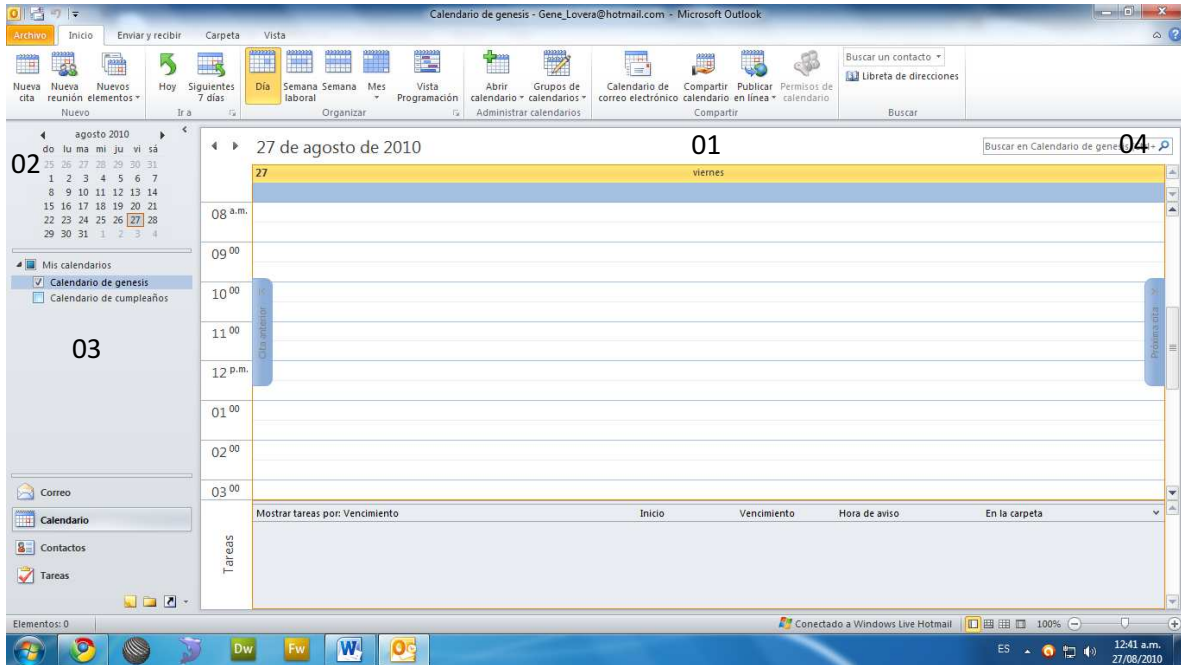 Calendario de genesis - Gene_Lovera@hotmail.com - Microsoft Outlook
Archivo Inicio Enviar y recibir Carpeta Vista
Nueva cita
Nueva reunión
Nuevos elementos
Nuevo
Hoy
Siguientes 7 días
Ir a
Día
Semana laboral
Semana
Mes
Vista Programación
Organizar
Abrir calendario
Grupos de calendarios
Administrar calendarios
Calendario de correo electrónico
Compartir calendario
Publicar en línea
Permisos de calendario
Compartir
Buscar un contacto
Libreta de direcciones
Buscar
agosto 2010
do lu ma mi ju vi sá
25 26 27 28 29 30 31
1 2 3 4 5 6 7
8 9 10 11 12 13 14
15 16 17 18 19 20 21
22 23 24 25 26 27 28
29 30 31 1 2 3 4
02
Mis calendarios
Calendario de genesis
Calendario de cumpleaños
03
Correo
Calendario
Contactos
Tareas
27 de agosto de 2010
01
Buscar en Calendario de
04
27 viernes
08 a.m.
09 00
10 00
11 00
12 p.m.
01 00
02 00
03 00
Cita anterior
Próxima cita
Tareas
Mostrar tareas por: Vencimiento Inicio Vencimiento Hora de aviso En la carpeta
Elementos: 0
Conectado a Windows Live Hotmail 100%
Dw Fw W
ES
12:41 a.m.
27/08/2010